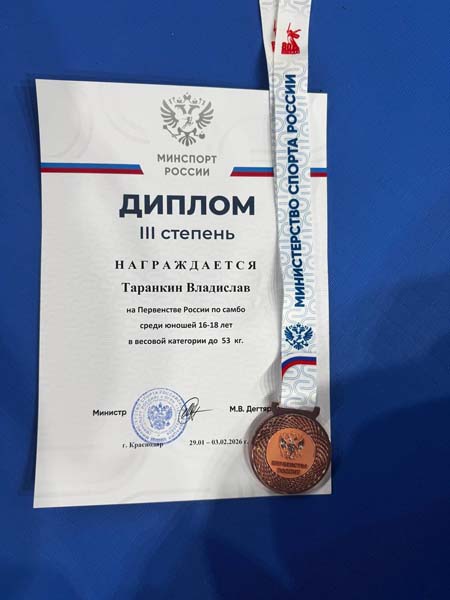 МИНСПОРТ
РОССИИ
ДИПЛОМ
III степень
НАГРАЖДАЕТСЯ
Таранкин Владислав
на Первенстве России по самбо
среди юношей 16-18 лет
в весовой категории до 53 кг.
Министр
М.В. Дегтяр
г. Краснодар
29.01 – 03.02.2026 г.
МИНИСТЕРСТВО СПОРТА РОССИИ
ПЕРВЕНСТВО
РОССИИ